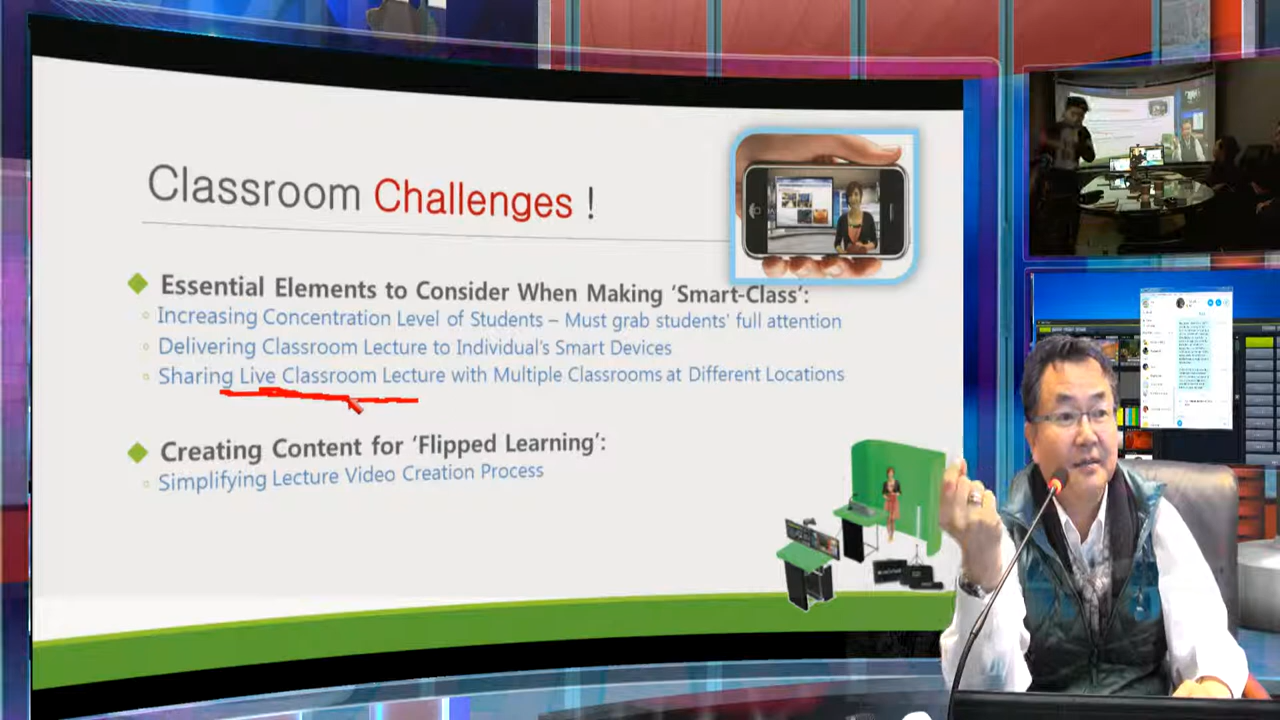 Classroom Challenges !
Essential Elements to Consider When Making ‘Smart-Class’:
Increasing Concentration Level of Students – Must grab students' full attention
Delivering Classroom Lecture to Individual's Smart Devices
Sharing Live Classroom Lecture with Multiple Classrooms at Different Locations
Creating Content for ‘Flipped Learning’:
Simplifying Lecture Video Creation Process